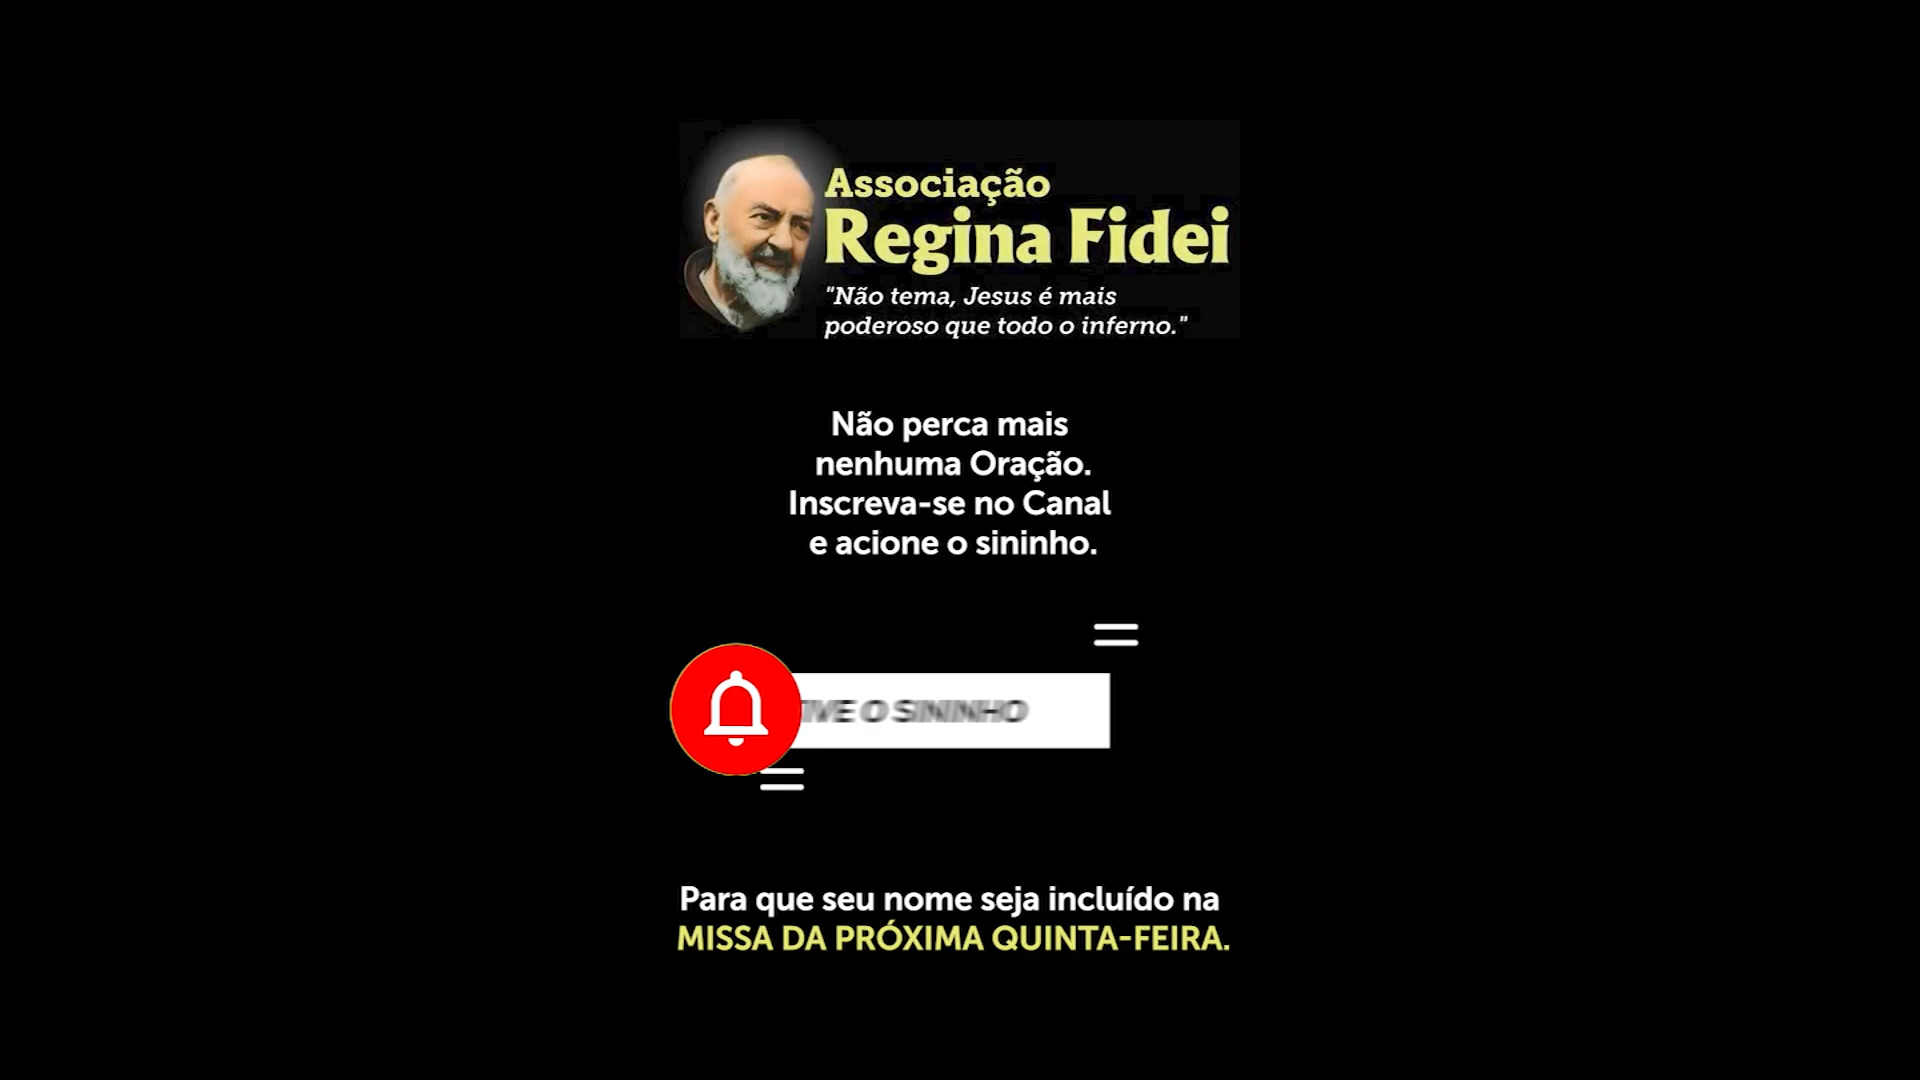 Associação
Regina Fidei
"Não tema, Jesus é mais
poderoso que todo o inferno."
Não perca mais
nenhuma Oração.
Inscreva-se no Canal
e acione o sininho.
O SININHO
Para que seu nome seja incluído na
MISSA DA PRÓXIMA QUINTA-FEIRA.